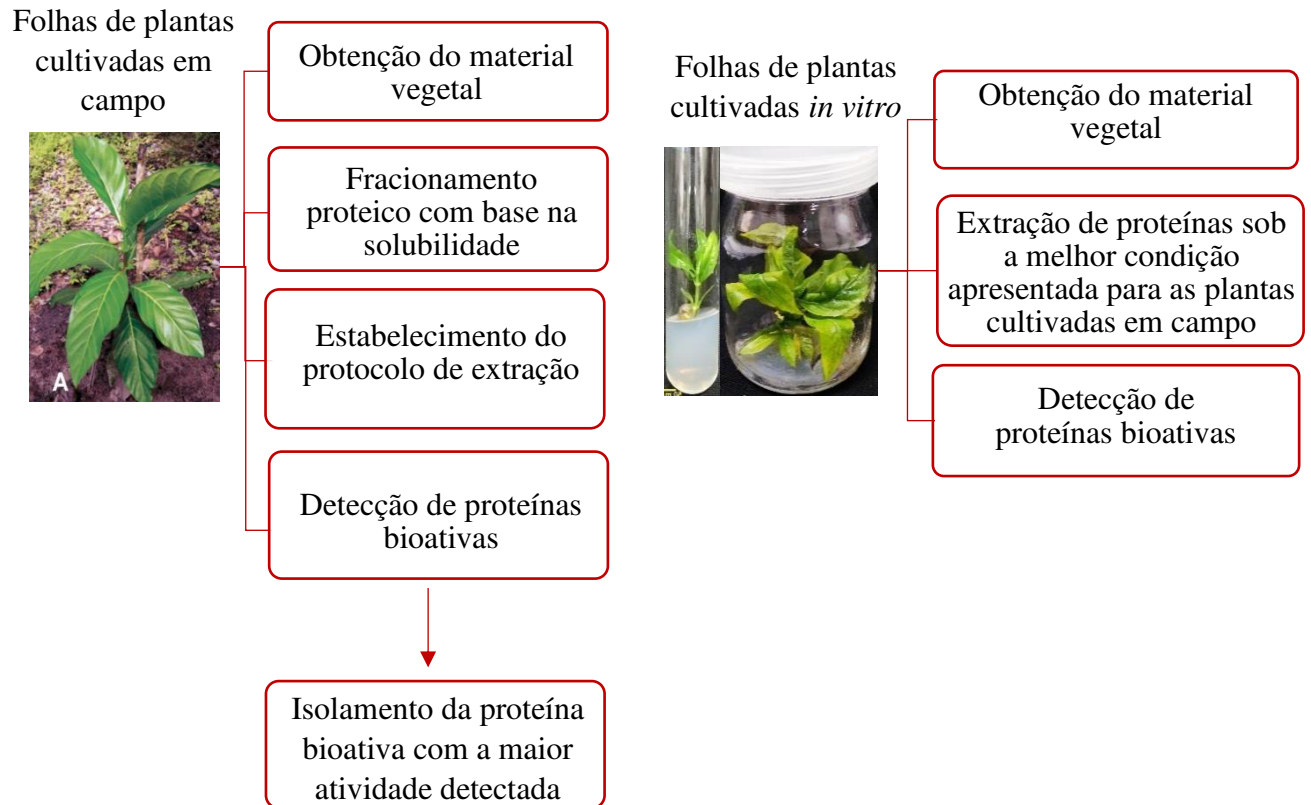 Folhas de plantas
cultivadas em
campo
A
Obtenção do material
vegetal
Fracionamento
proteico com base na
solubilidade
Estabelecimento do
protocolo de extração
Detecção de proteínas
bioativas
Isolamento da proteína
bioativa com a maior
atividade detectada
Folhas de plantas
cultivadas in vitro
Obtenção do material
vegetal
Extração de proteínas sob
a melhor condição
apresentada para as plantas
cultivadas em campo
Detecção de
proteínas bioativas